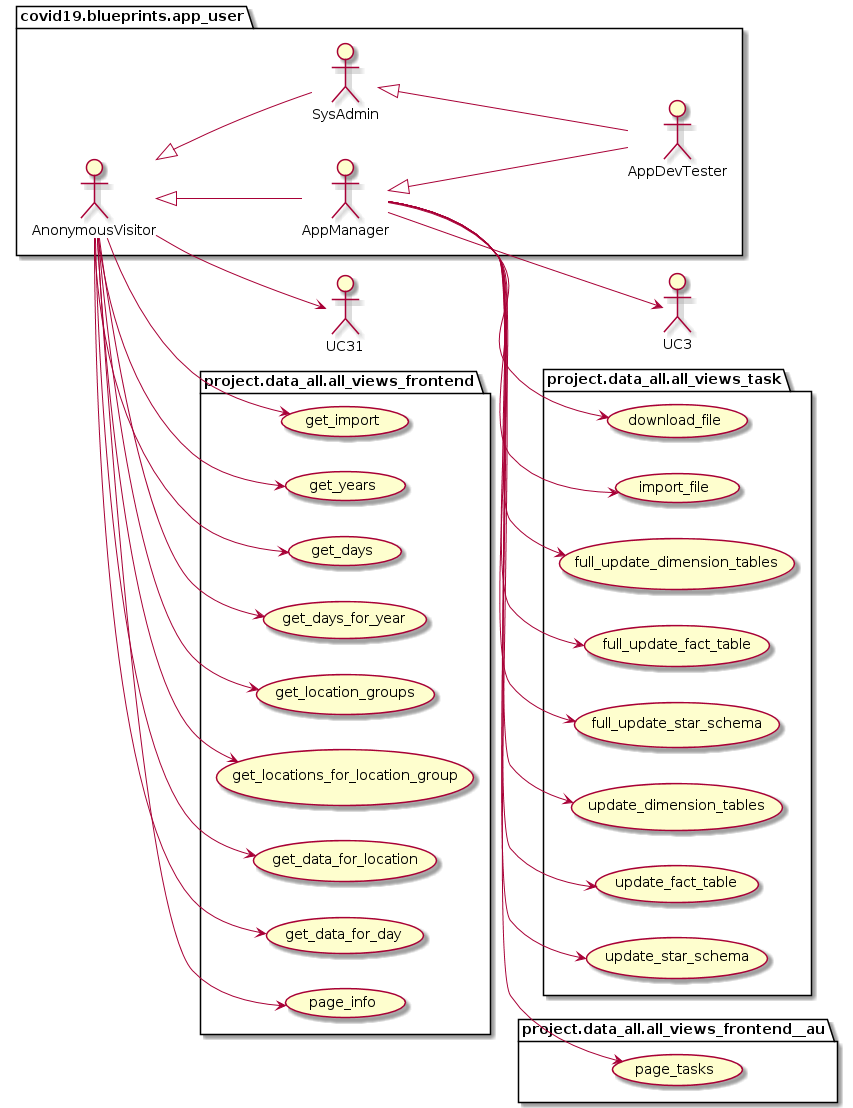 covid19.blueprints.app_user
SysAdmin
AppDevTester
AnonymousVisitor
AppManager
UC31
UC3
project.data_all.all_views_frontend
get_import
get_years
get_days
get_days_for_year
get_location_groups
get_locations_for_location_group
get_data_for_location
get_data_for_day
page_info
project.data_all.all_views_task
download_file
import_file
full_update_dimension_tables
full_update_fact_table
full_update_star_schema
update_dimension_tables
update_fact_table
update_star_schema
project.data_all.all_views_frontend__au
page_tasks